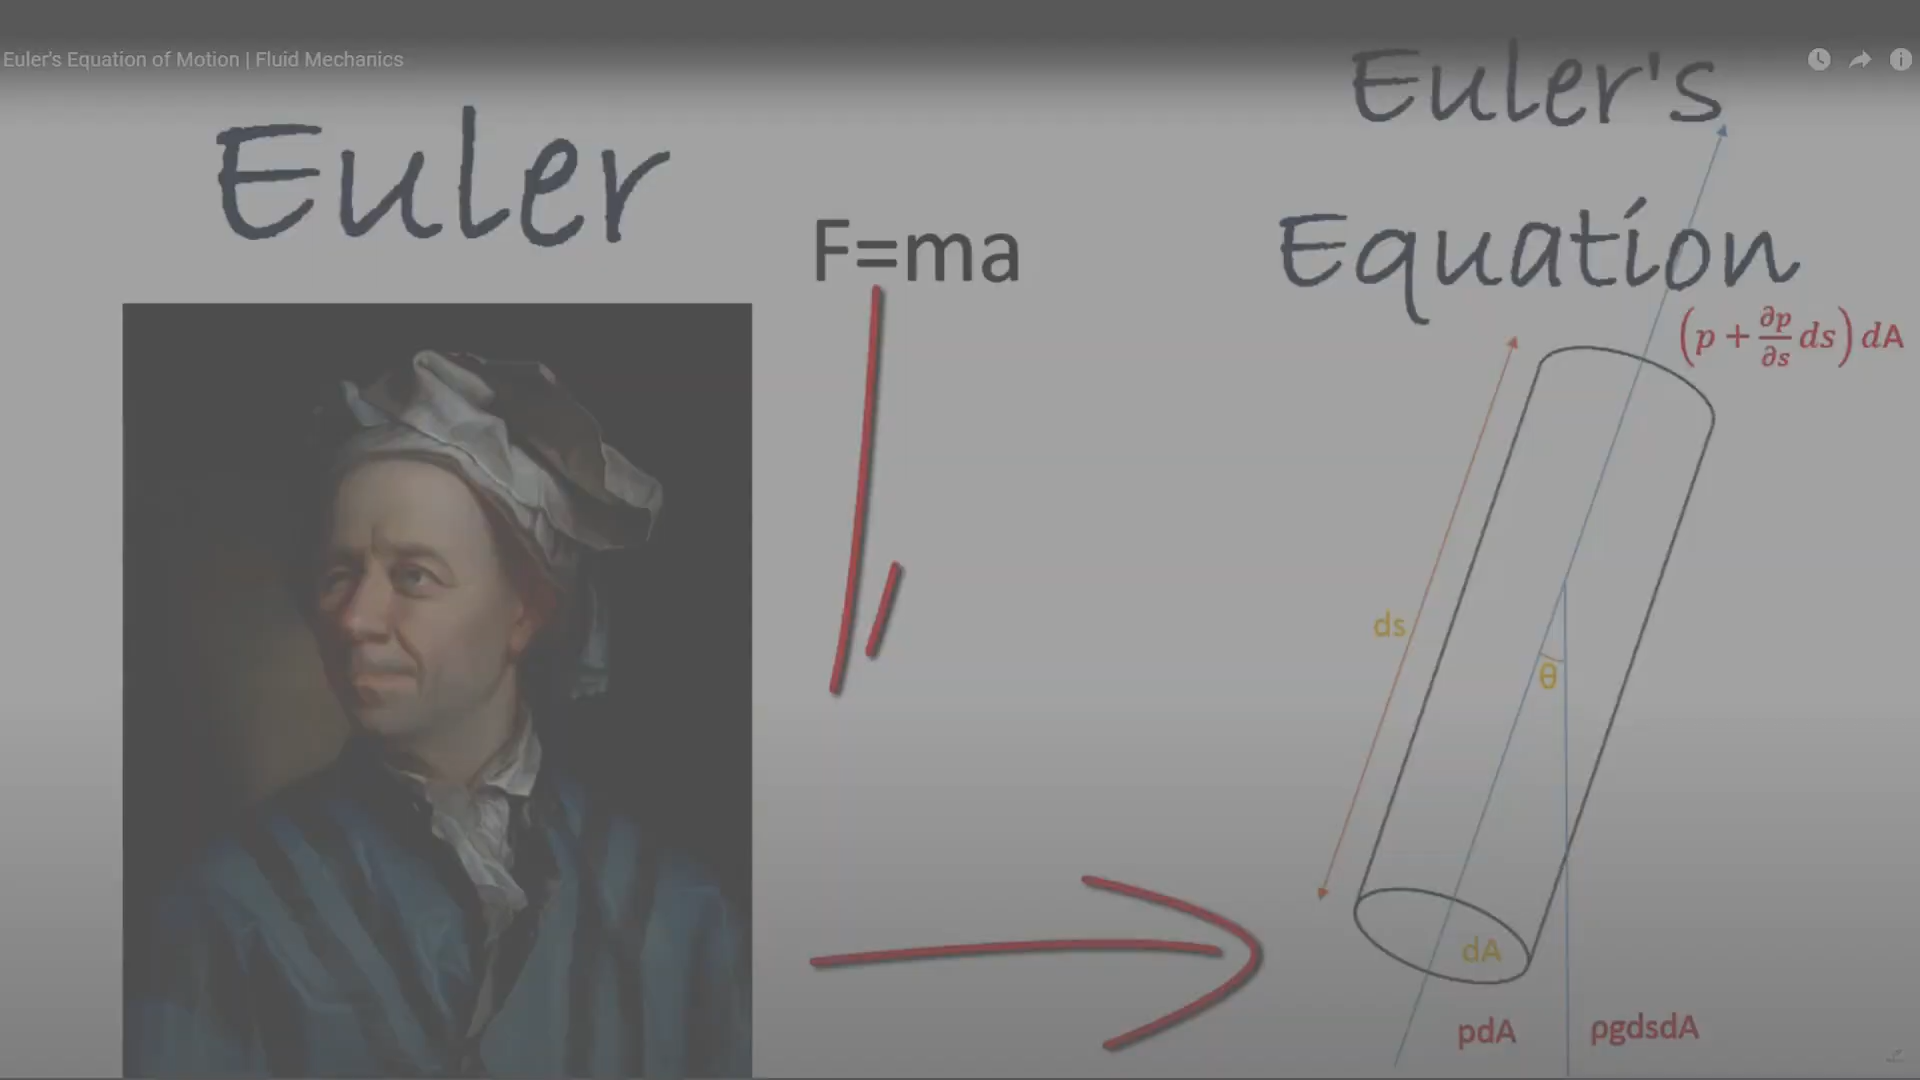 Euler's Equation of Motion | Fluid Mechanics
Euler
F=ma
Euler's
Equation
(p + ∂p/∂s ds) dA
ds
θ
dA
pdA
ρgdsdA